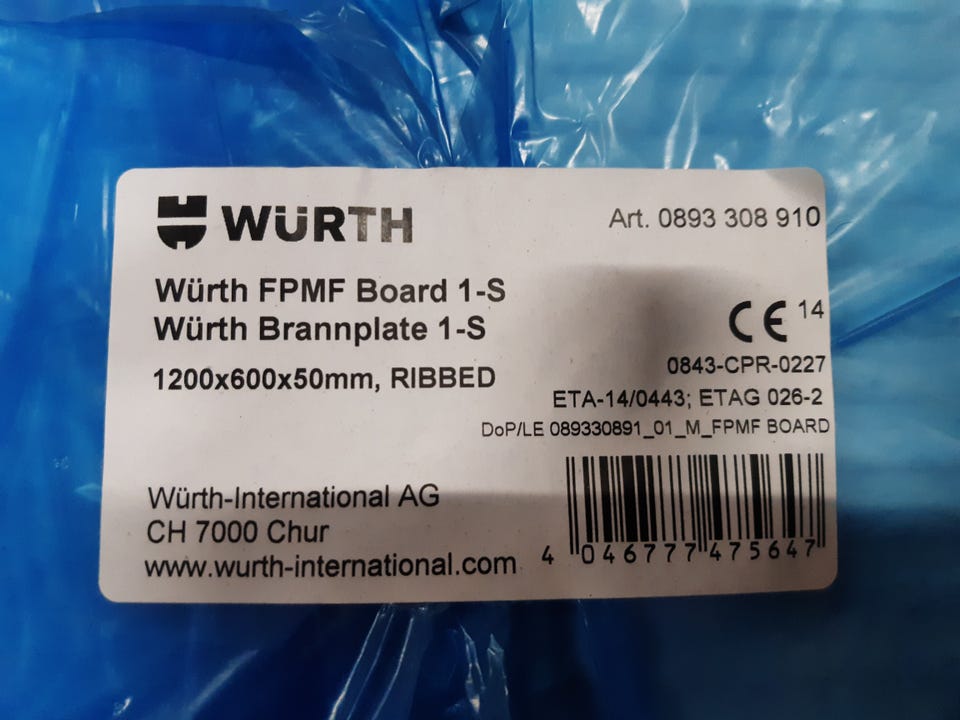 WÜRTH
Art. 0893 308 910
Würth FPMF Board 1-S
Würth Brannplate 1-S
1200x600x50mm, RIBBED
CE 14
0843-CPR-0227
ETA-14/0443; ETAG 026-2
DoP/LE 089330891_01_M_FPMF BOARD
Würth-International AG
CH 7000 Chur
www.wurth-international.com
4 046777 475647